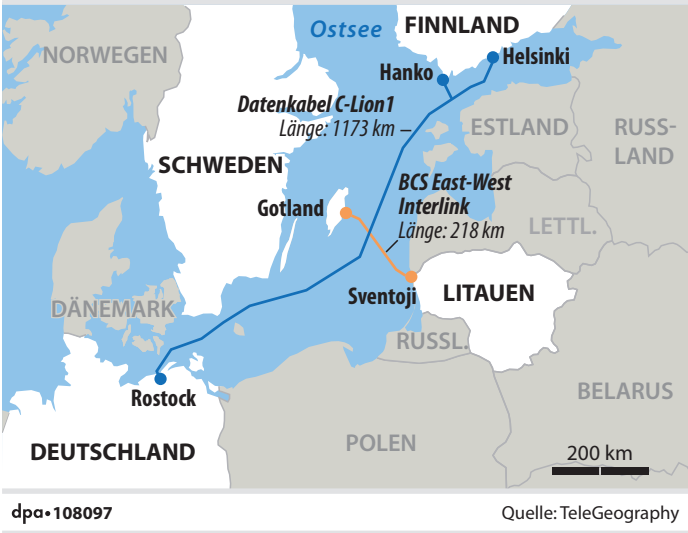 Ostsee
FINNLAND
NORWEGEN
Helsinki
Hanko
Datenkabel C-Lion1
Länge: 1173 km
ESTLAND
RUSS-
LAND
SCHWEDEN
BCS East-West
Interlink
Länge: 218 km
Gotland
LETTL.
Sventoji
LITAUEN
DÄNEMARK
RUSSL.
Rostock
BELARUS
DEUTSCHLAND
POLEN
200 km
dpa•108097
Quelle: TeleGeography